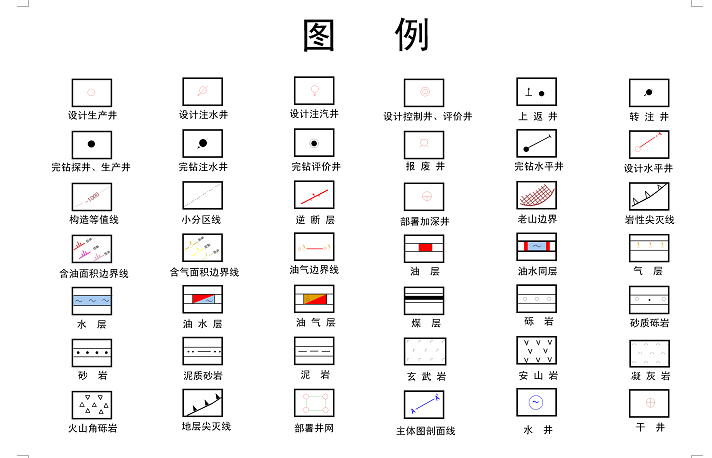 图 例
设计生产井 设计注水井 设计注汽井 设计控制井、评价井 上返井 转注井
完钻探井、生产井 完钻注水井 完钻评价井 报废井 完钻水平井 设计水平井
-1000
构造等值线 小分区线 逆断层 部署加深井 老山边界 岩性尖灭线
含油面积边界线 含气面积边界线 油气边界线 油层 油水同层 气层
水层 油水层 油气层 煤层 砾岩 砂质砾岩
砂岩 泥质砂岩 泥岩 玄武岩 安山岩 凝灰岩
火山角砾岩 地层尖灭线 部署井网 主体图剖面线 水井 干井